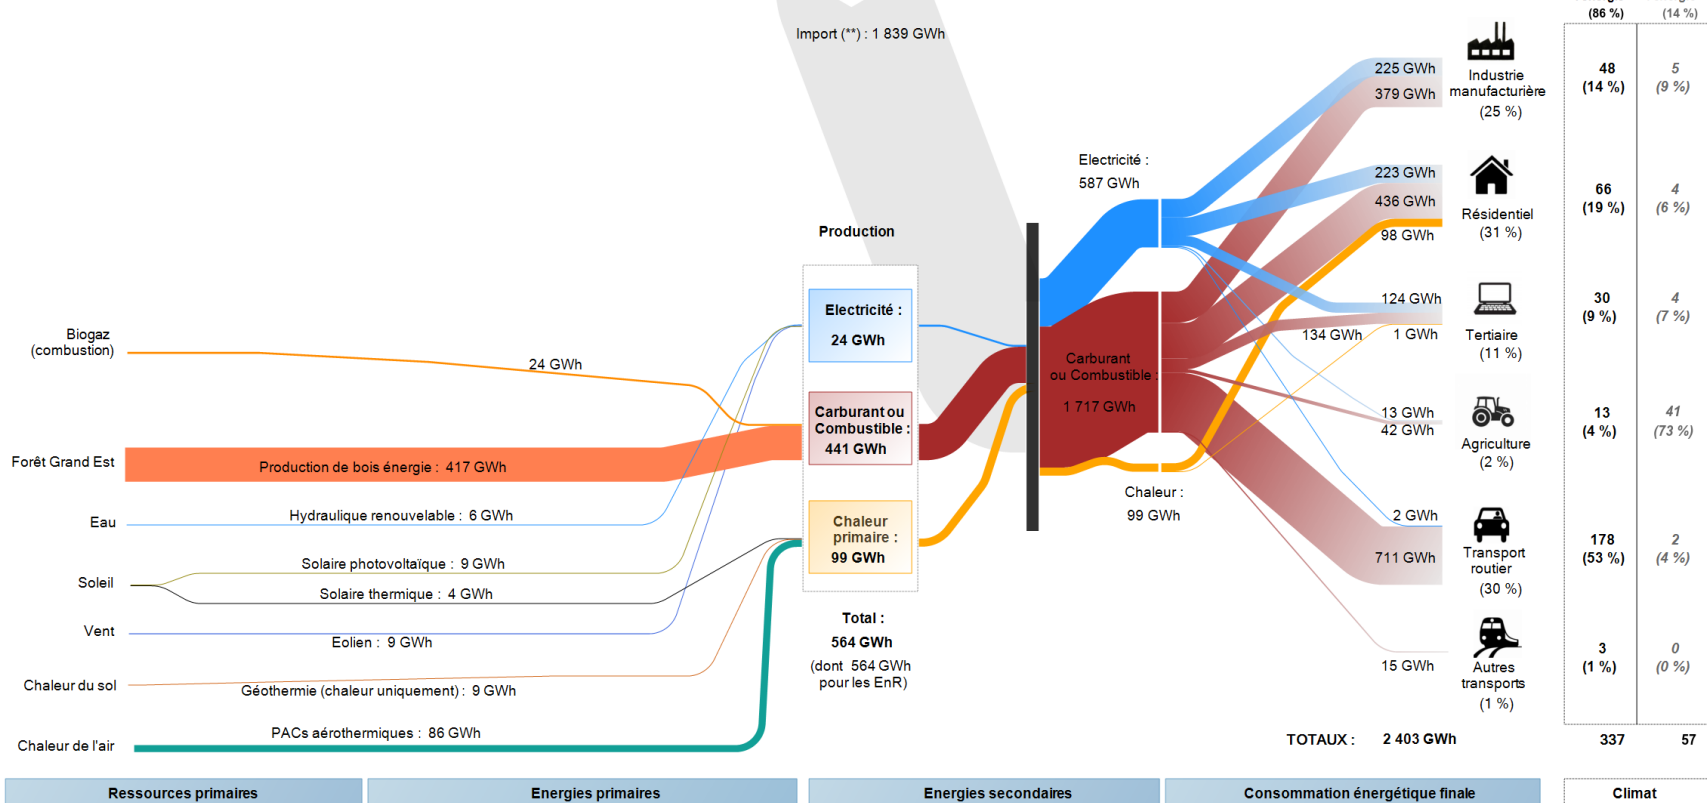 (86 %)
(14 %)
Import (**) : 1 839 GWh
225 GWh
379 GWh
Industrie
manufacturière
(25 %)
48
(14 %)
5
(9 %)
Electricité :
587 GWh
223 GWh
436 GWh
98 GWh
Résidentiel
(31 %)
66
(19 %)
4
(6 %)
Production
Electricité :
24 GWh
124 GWh
134 GWh
1 GWh
Tertiaire
(11 %)
30
(9 %)
4
(7 %)
Biogaz
(combustion)
24 GWh
Carburant
ou Combustible :
1 717 GWh
Carburant ou
Combustible :
441 GWh
13 GWh
42 GWh
Agriculture
(2 %)
13
(4 %)
41
(73 %)
Forêt Grand Est
Production de bois énergie : 417 GWh
Chaleur :
99 GWh
Eau
Hydraulique renouvelable : 6 GWh
Chaleur
primaire :
99 GWh
2 GWh
711 GWh
Transport
routier
(30 %)
178
(53 %)
2
(4 %)
Soleil
Solaire photovoltaïque : 9 GWh
Solaire thermique : 4 GWh
Vent
Eolien : 9 GWh
Total :
564 GWh
(dont 564 GWh
pour les EnR)
15 GWh
Autres
transports
(1 %)
3
(1 %)
0
(0 %)
Chaleur du sol
Géothermie (chaleur uniquement) : 9 GWh
Chaleur de l'air
PACs aérothermiques : 86 GWh
TOTAUX : 2 403 GWh
337
57
Ressources primaires
Energies primaires
Energies secondaires
Consommation énergétique finale
Climat